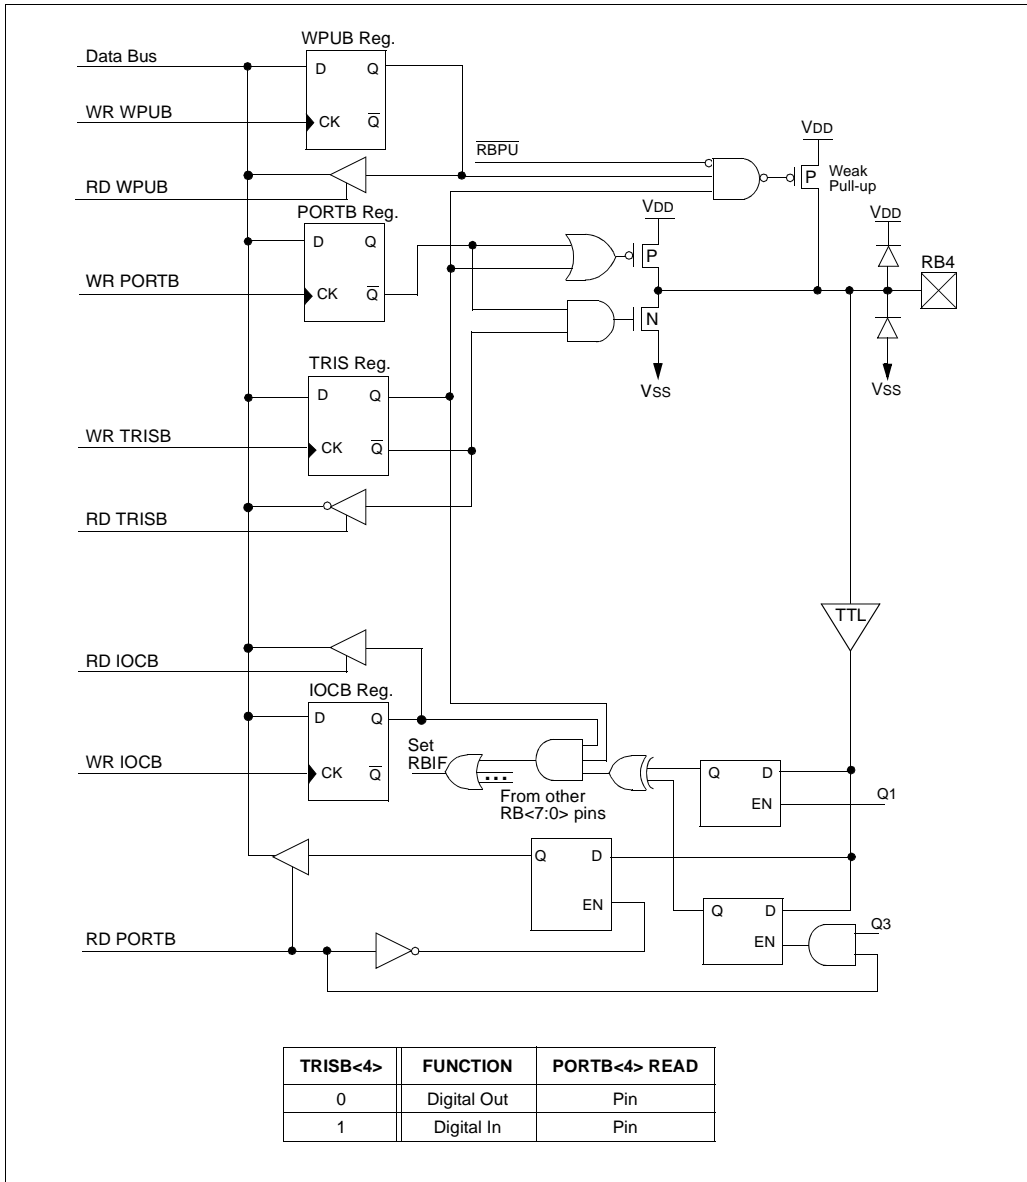 WPUB Reg.
Data Bus
D Q
WR WPUB
CK Q̅
RD WPUB
R̅B̅P̅U̅
VDD
P
Weak
Pull-up
PORTB Reg.
D Q
WR PORTB
CK Q̅
VDD
P
N
VSS
VDD
RB4
VSS
TRIS Reg.
D Q
WR TRISB
CK Q̅
RD TRISB
TTL
RD IOCB
IOCB Reg.
D Q
WR IOCB
CK Q̅
Set
RBIF
...
From other
RB<7:0> pins
Q D
EN
Q1
Q D
EN
Q D
EN
Q3
RD PORTB
TRISB<4> FUNCTION PORTB<4> READ
0 Digital Out Pin
1 Digital In Pin